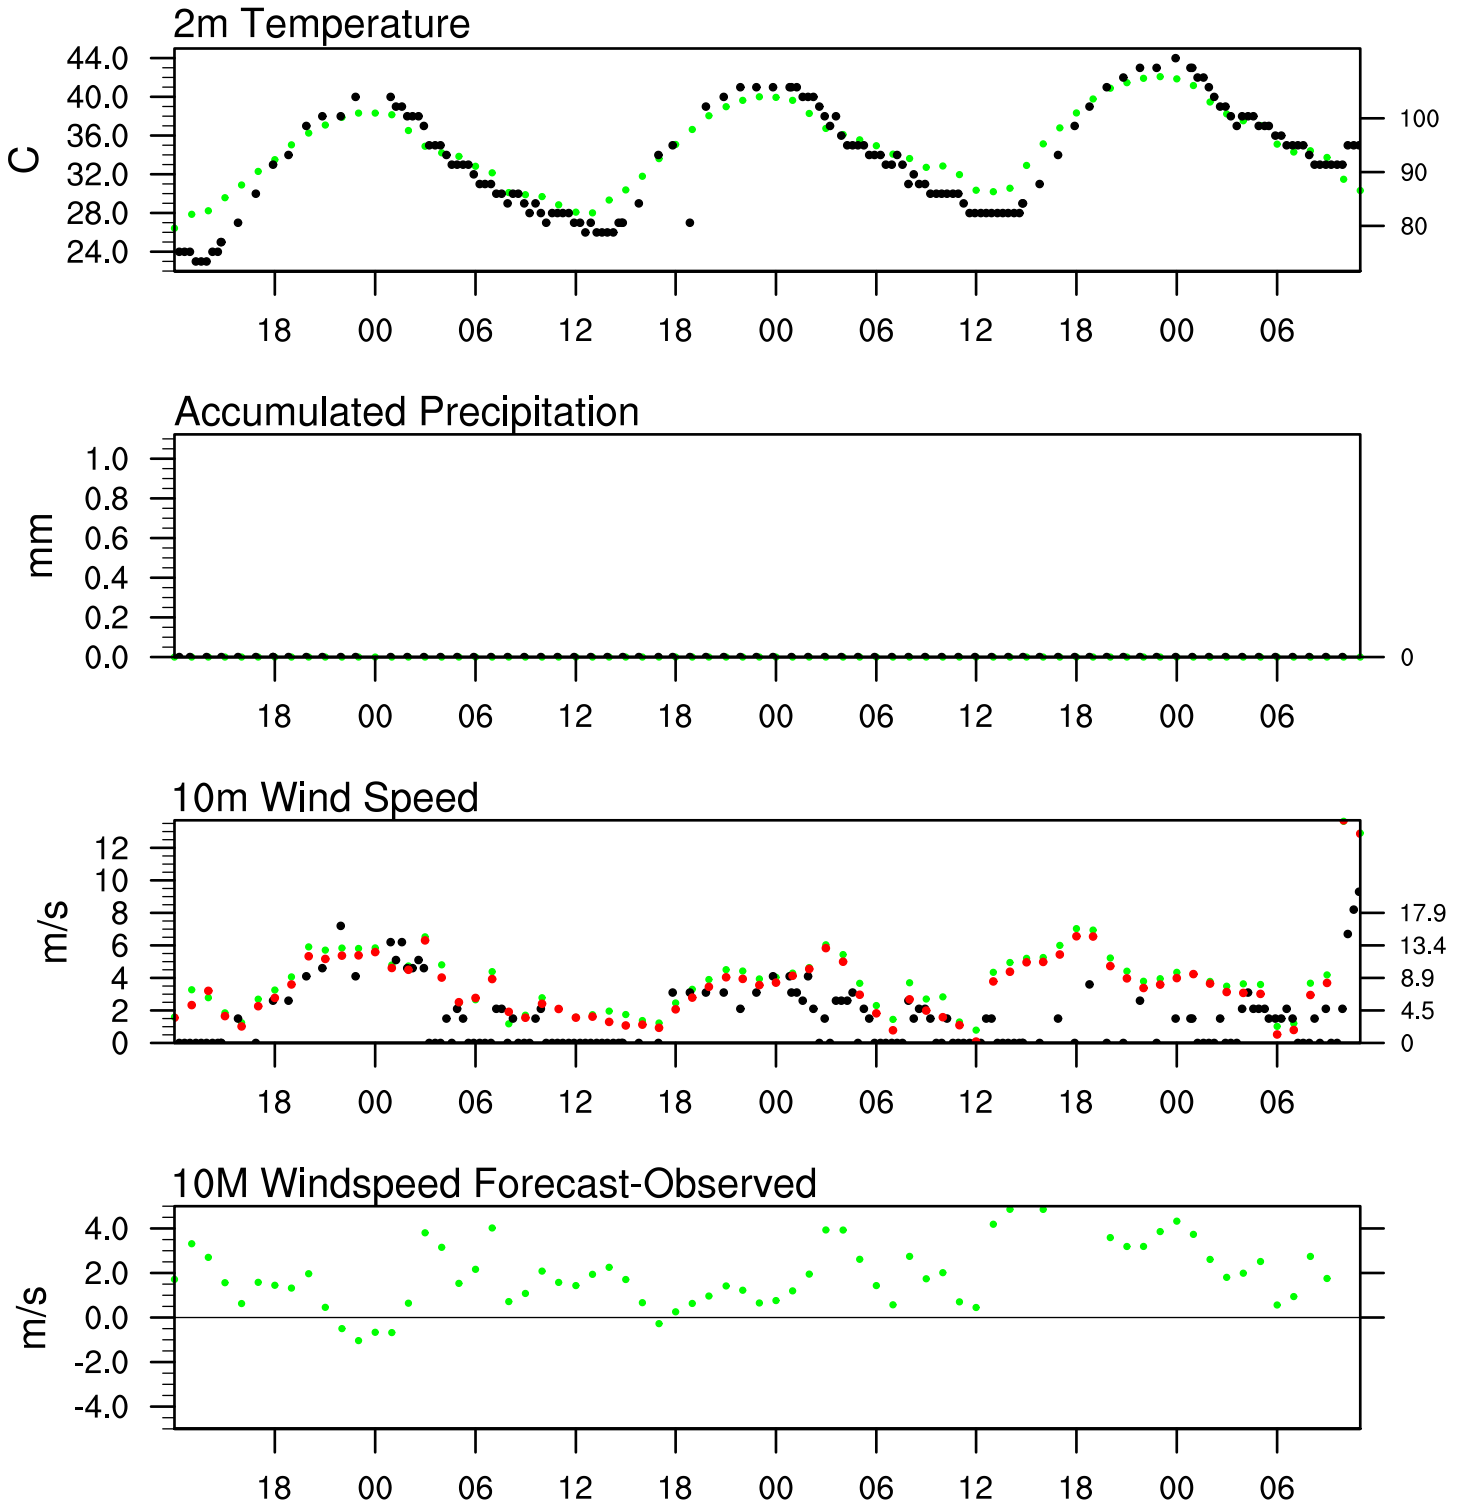 2m Temperature
44.0
40.0
36.0
32.0
28.0
24.0
C
100
90
80
18 00 06 12 18 00 06 12 18 00 06
Accumulated Precipitation
1.0
0.8
0.6
0.4
0.2
0.0
mm
0
18 00 06 12 18 00 06 12 18 00 06
10m Wind Speed
12
10
8
6
4
2
0
m/s
17.9
13.4
8.9
4.5
0
18 00 06 12 18 00 06 12 18 00 06
10M Windspeed Forecast-Observed
4.0
2.0
0.0
-2.0
-4.0
m/s
18 00 06 12 18 00 06 12 18 00 06